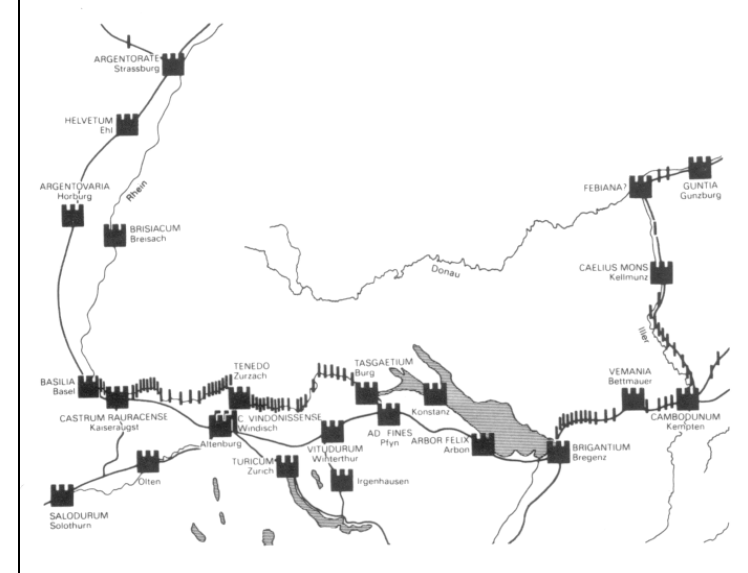 ARGENTORATE
Strassburg
HELVETUM
Ehl
ARGENTOVARIA
Horburg
Rhein
BRISIACUM
Breisach
FEBIANA?
GUNTIA
Gunzburg
Donau
CAELIUS MONS
Kellmunz
Iller
BASILIA
Basel
CASTRUM RAURACENSE
Kaiseraugst
TENEDO
Zurzach
C VINDONISSENSE
Windisch
Altenburg
TASGAETIUM
Burg
Konstanz
AD FINES
Pfyn
VITUDURUM
Winterthur
ARBOR FELIX
Arbon
VEMANIA
Bettmauer
CAMBODUNUM
Kempten
BRIGANTIUM
Bregenz
TURICUM
Zürich
Irgenhausen
Olten
SALODURUM
Solothurn